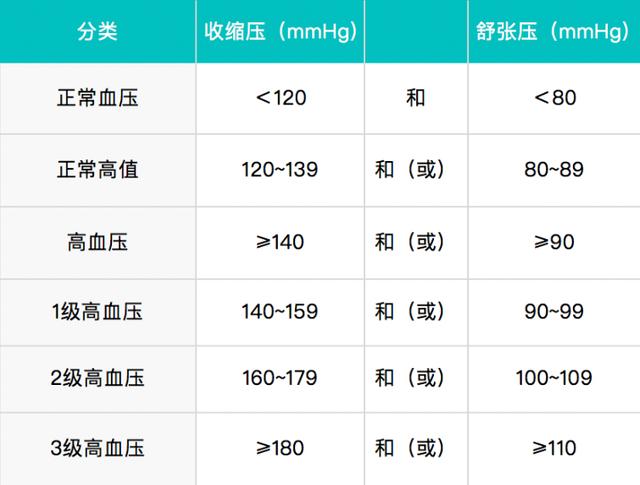 分类 收缩压（mmHg） 舒张压（mmHg）
正常血压 ＜120 和 ＜80
正常高值 120~139 和（或） 80~89
高血压 ⩾140 和（或） ⩾90
1级高血压 140~159 和（或） 90~99
2级高血压 160~179 和（或） 100~109
3级高血压 ⩾180 和（或） ⩾110